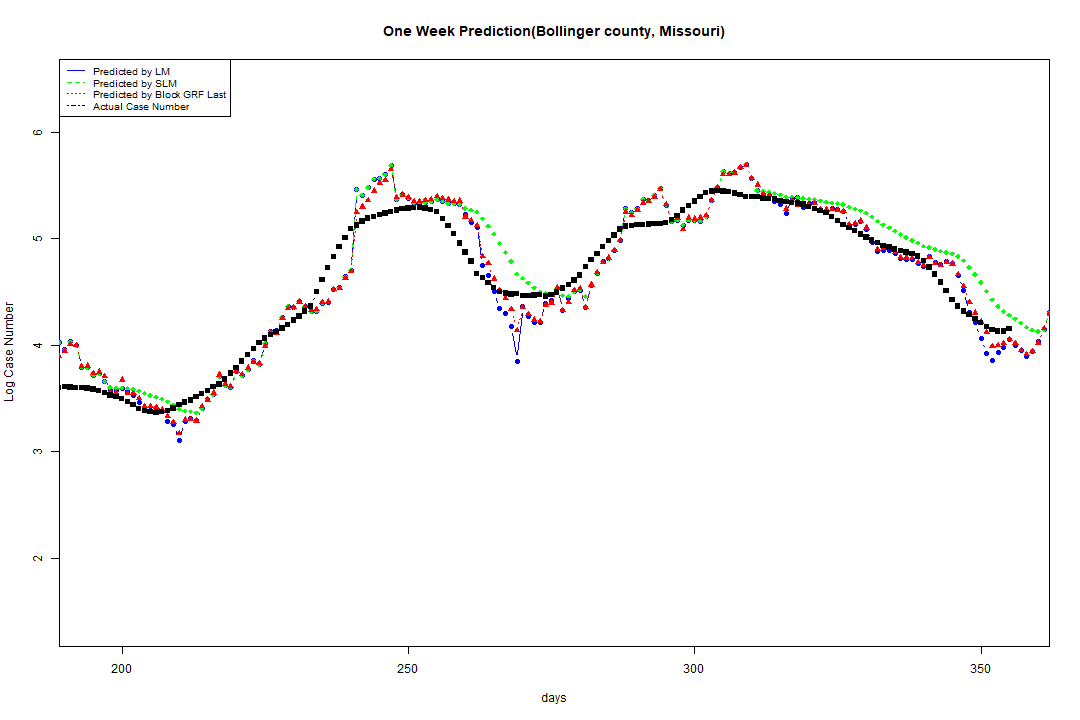 One Week Prediction(Bollinger county, Missouri)
Predicted by LM
Predicted by SLM
Predicted by Block GRF Last
Actual Case Number
6
5
4
3
2
Log Case Number
200 250 300 350
days